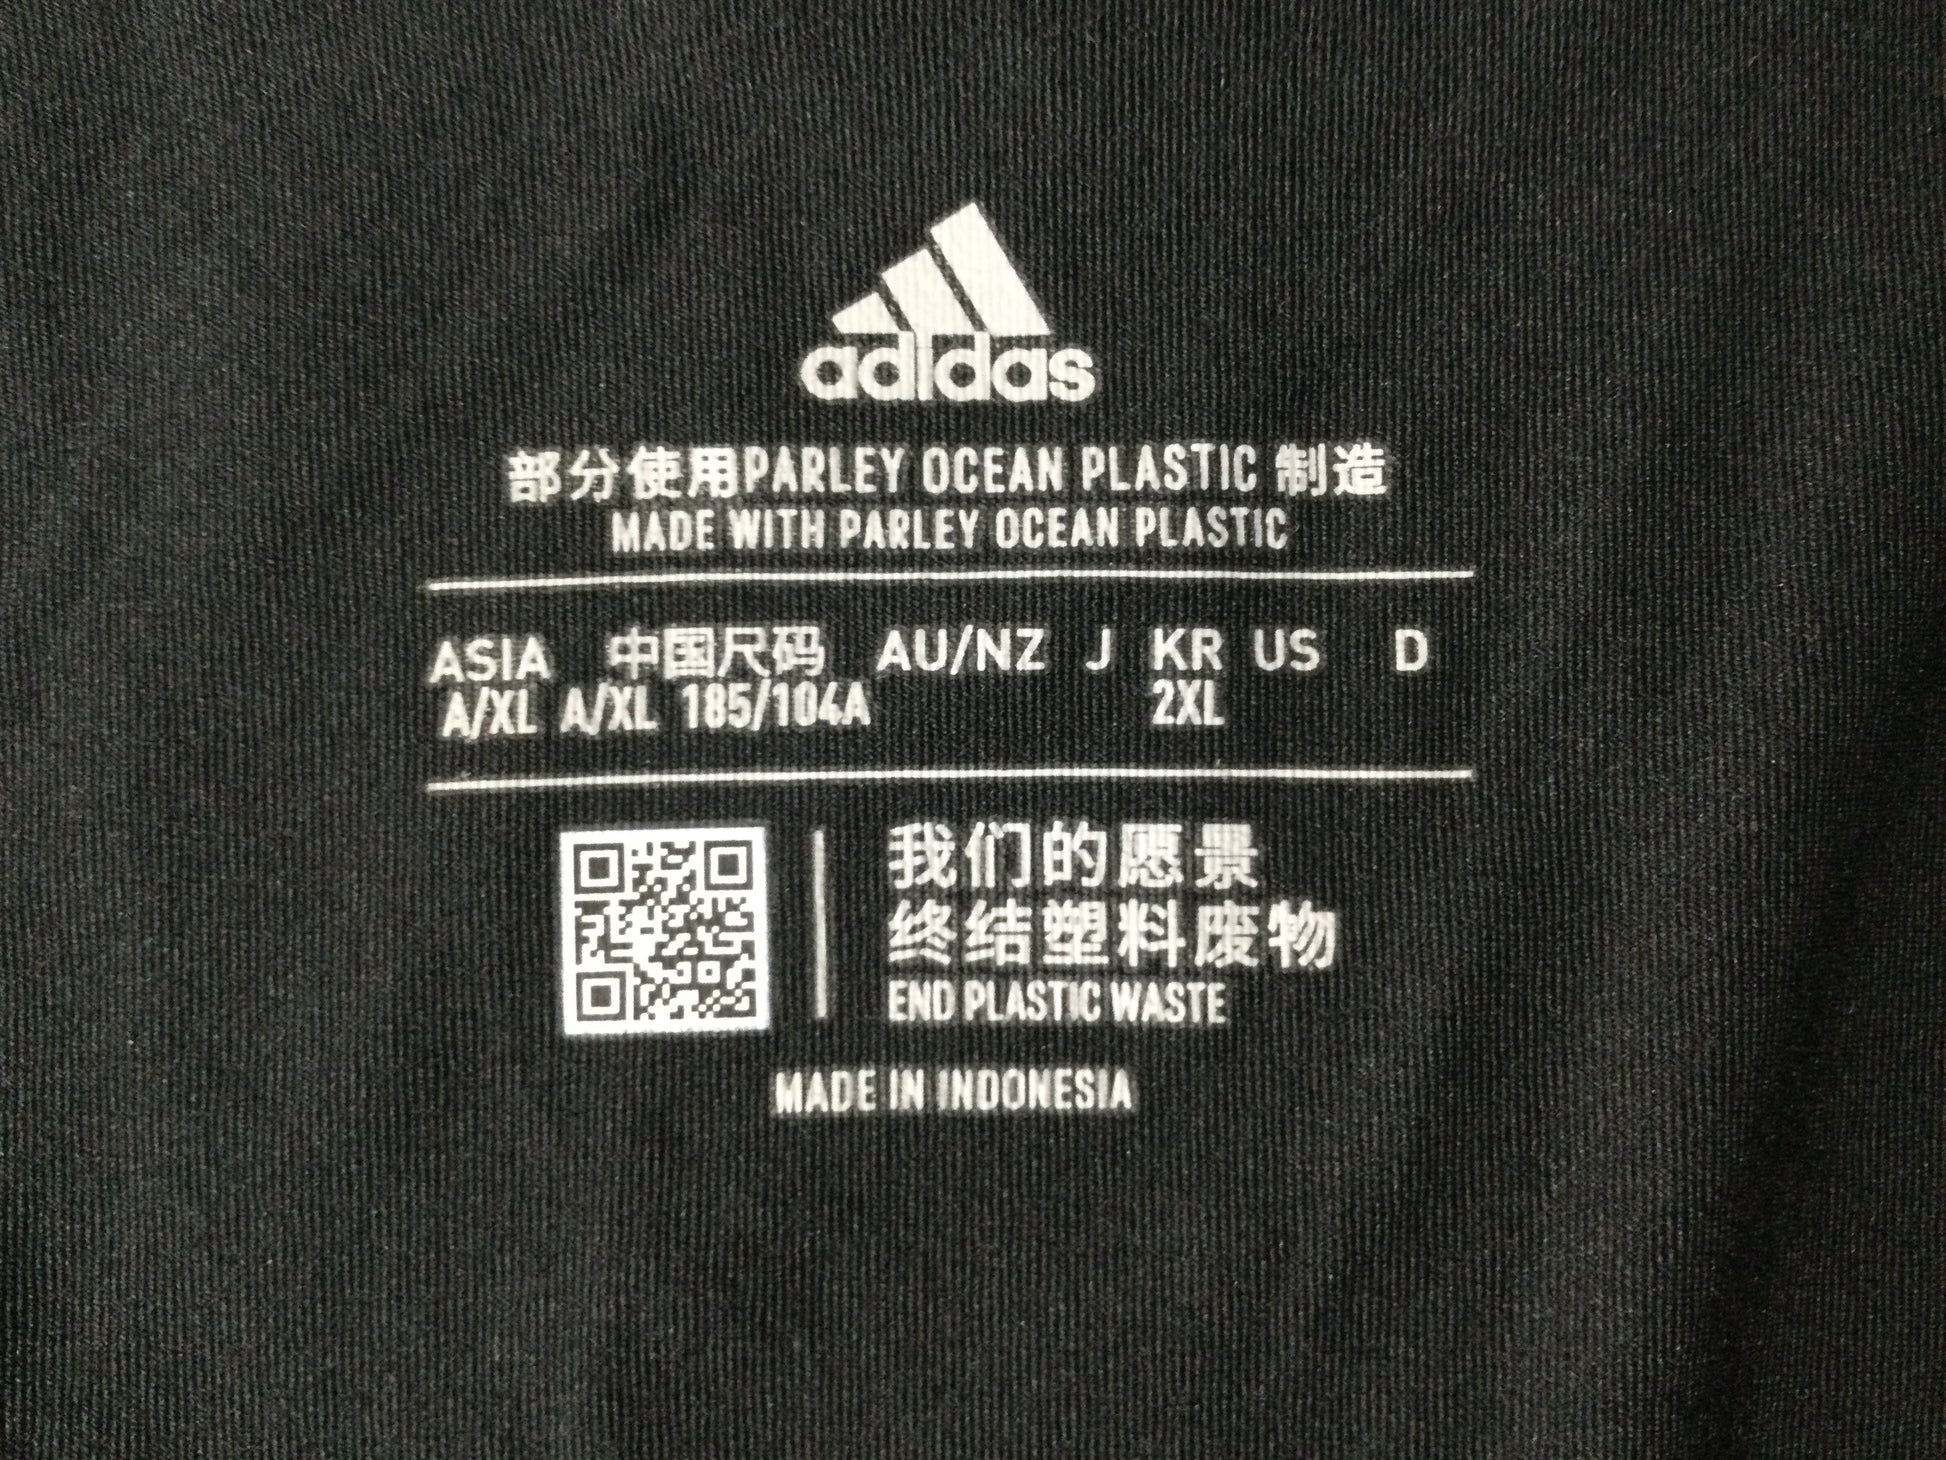 adidas
部分使用PARLEY OCEAN PLASTIC 制造
MADE WITH PARLEY OCEAN PLASTIC
ASIA 中国尺码 AU/NZ J KR US D
A/XL A/XL 185/104A 2XL
我们的愿景
终结塑料废物
END PLASTIC WASTE
MADE IN INDONESIA